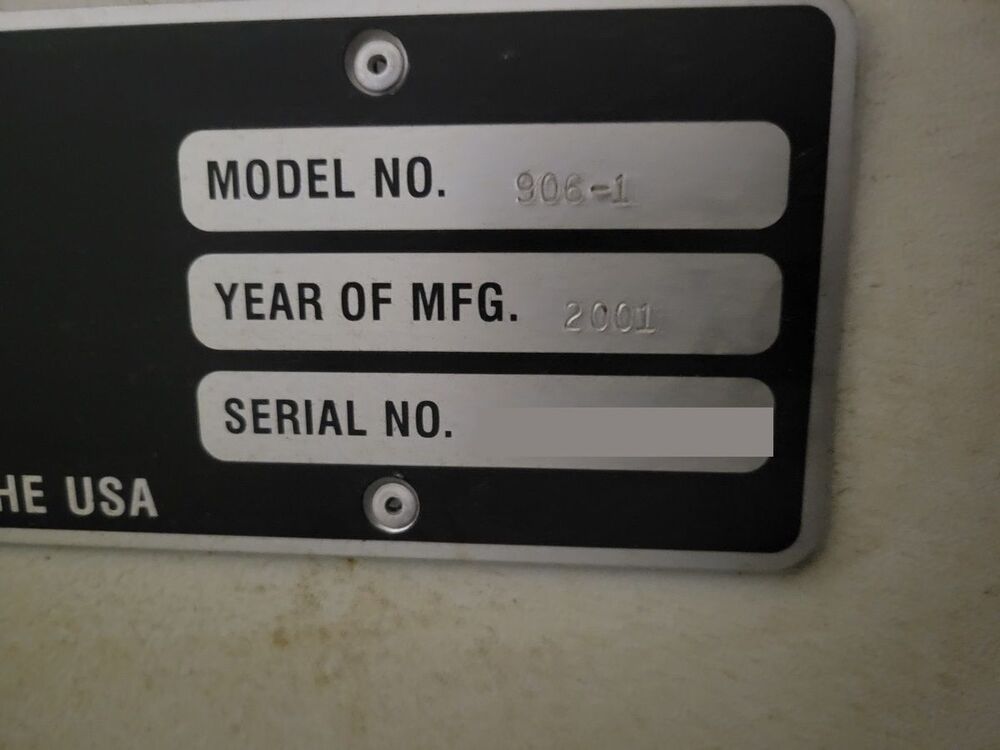 MODEL NO. 906-1
YEAR OF MFG. 2001
SERIAL NO.
HE USA